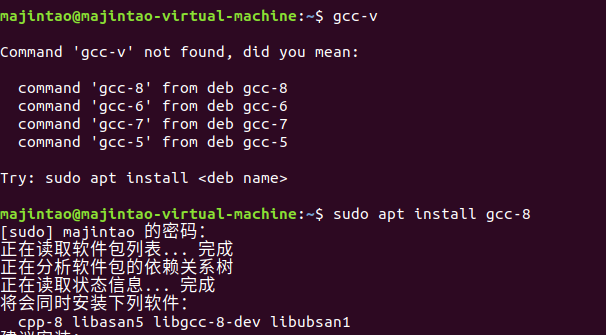 majintao@majintao-virtual-machine:~$ gcc-v
Command 'gcc-v' not found, did you mean:
command 'gcc-8' from deb gcc-8
command 'gcc-6' from deb gcc-6
command 'gcc-7' from deb gcc-7
command 'gcc-5' from deb gcc-5
Try: sudo apt install <deb name>
majintao@majintao-virtual-machine:~$ sudo apt install gcc-8
[sudo] majintao 的密码：
正在读取软件包列表... 完成
正在分析软件包的依赖关系树
正在读取状态信息... 完成
将会同时安装下列软件：
cpp-8 libasan5 libgcc-8-dev libubsan1